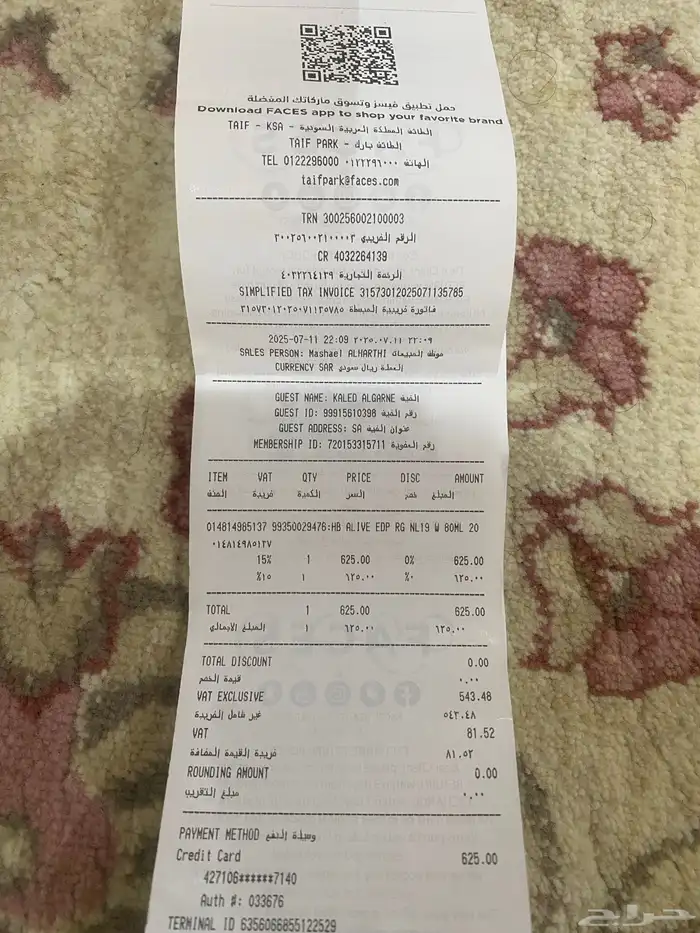 حمل تطبيق فيسز وتسوق ماركاتك المفضلة
Download FACES app to shop your favorite brand
TAIF - KSA - الطائف المملكة العربية السعودية
TAIF PARK - الطائف بارك
TEL 0122296000 الهاتف ٠١٢٢٢٩٦٠٠٠
taifpark@faces.com
TRN 300256002100003
الرقم الضريبي ٣٠٠٢٥٦٠٠٢١٠٠٠٠٣
CR 4032264139
الرخصة التجارية ٤٠٣٢٢٦٤١٣٩
SIMPLIFIED TAX INVOICE 31573012025071135785
فاتورة ضريبية المبسطة ٣١٥٧٣٠١٢٠٢٥٠٧١١٣٥٧٨٥
2025-07-11 22:09 ٢٠٢٥.٠٧.١١ ٢٢:٠٩
SALES PERSON: Mashael ALHARTHI موظف المبيعات
CURRENCY SAR العملة ريال سعودي
GUEST NAME: KALED ALGARNE
GUEST ID: 99915610398
GUEST ADDRESS: SA
MEMBERSHIP ID: 720153315711 رقم العضوية
ITEM VAT QTY PRICE DISC AMOUNT
الصنف ضريبة الكمية السعر خصم المبلغ
014814985137 99350029476:HB ALIVE EDP RG NL19 W 80ML 20
٠١٤٨١٤٩٨٥١٣٧
15% 1 625.00 0% 625.00
%١٥ ١ ٦٢٥.٠٠ %٠ ٦٢٥.٠٠
TOTAL 1 625.00 625.00
المبلغ الاجمالي ١ ٦٢٥.٠٠ ٦٢٥.٠٠
TOTAL DISCOUNT 0.00
قيمة الخصم ٠.٠٠
VAT EXCLUSIVE 543.48
غير شامل الضريبة ٥٤٣.٤٨
VAT 81.52
ضريبة القيمة المضافة ٨١.٥٢
ROUNDING AMOUNT 0.00
مبلغ التقريب ٠.٠٠
PAYMENT METHOD وسيلة الدفع
Credit Card 625.00
427106******7140
Auth #: 033676
TERMINAL ID 6356066855122529
حراج